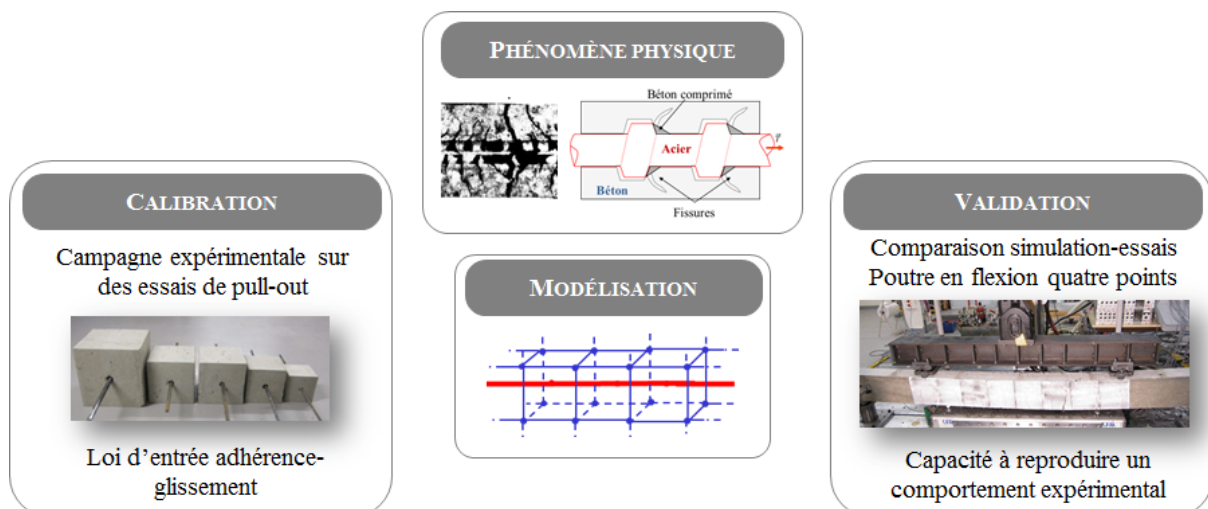 PHÉNOMÈNE PHYSIQUE
Béton comprimé
Acier
Béton
Fissures
CALIBRATION
Campagne expérimentale sur
des essais de pull-out
Loi d’entrée adhérence-
glissement
MODÉLISATION
VALIDATION
Comparaison simulation-essais
Poutre en flexion quatre points
Capacité à reproduire un
comportement expérimental